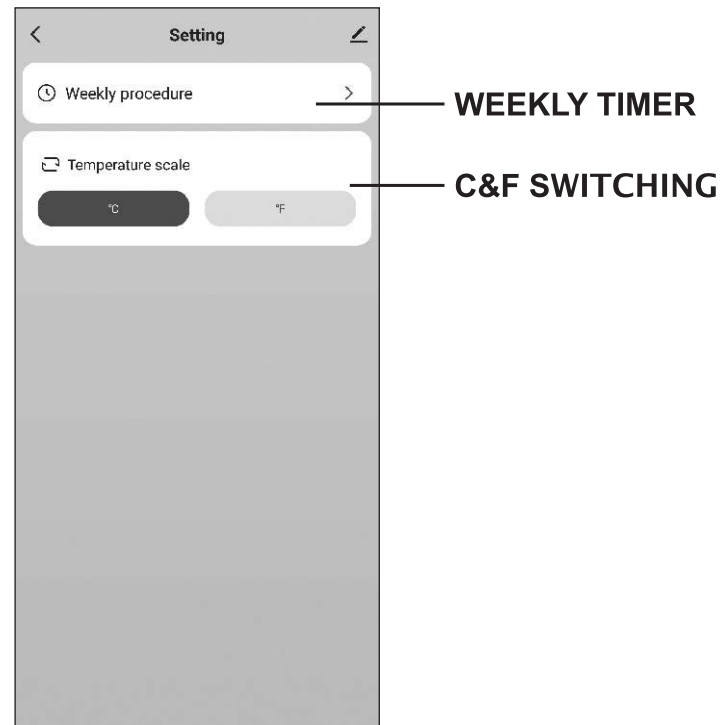 Setting
Weekly procedure
WEEKLY TIMER
Temperature scale
C&F SWITCHING
℃ ℉